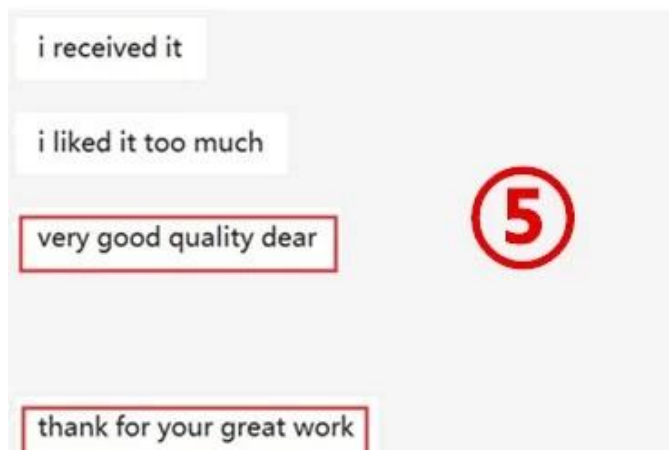 i received it
i liked it too much
very good quality dear
⑤
thank for your great work